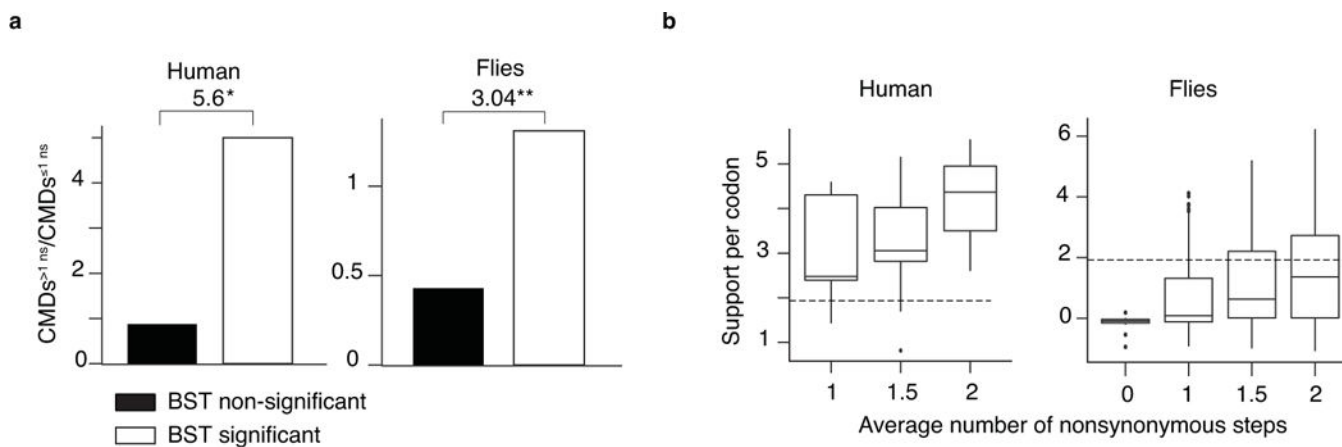 a
Human
5.6*
Flies
3.04**
CMDs>1 ns/CMDs≤1 ns
4
2
0
1
0.5
0
BST non-significant
BST significant
b
Human
Flies
Support per codon
5
3
1
6
4
2
0
1
1.5
2
0
1
1.5
2
Average number of nonsynonymous steps